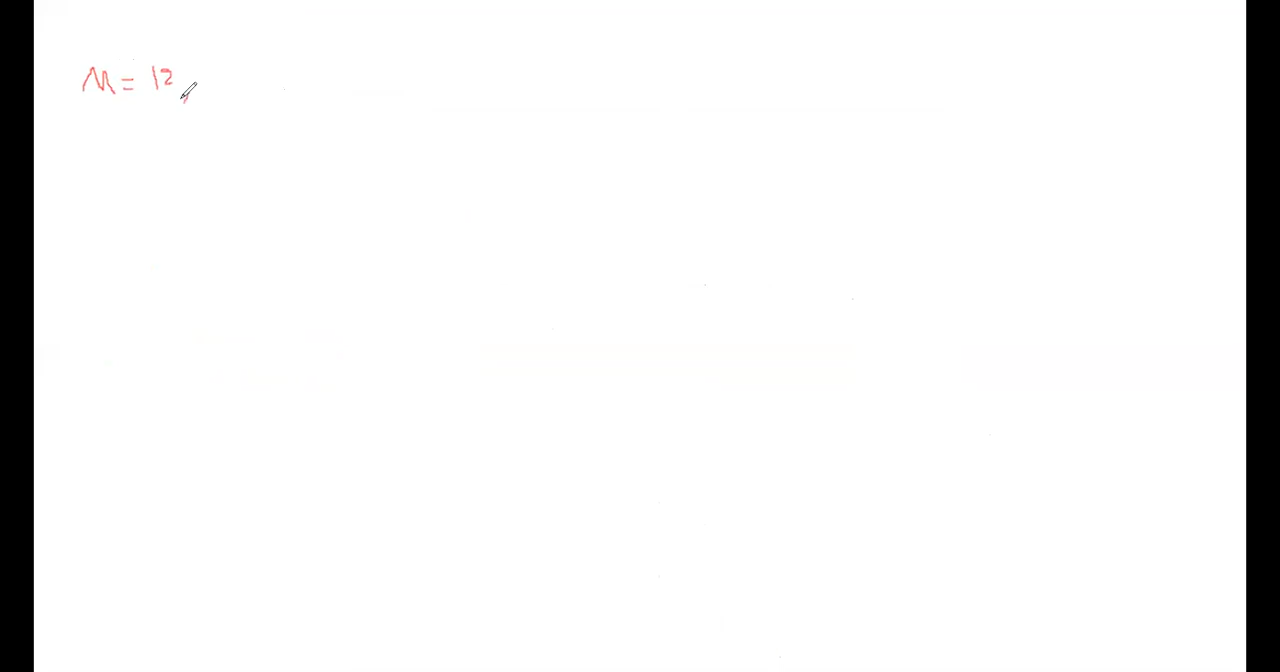 M = 12,